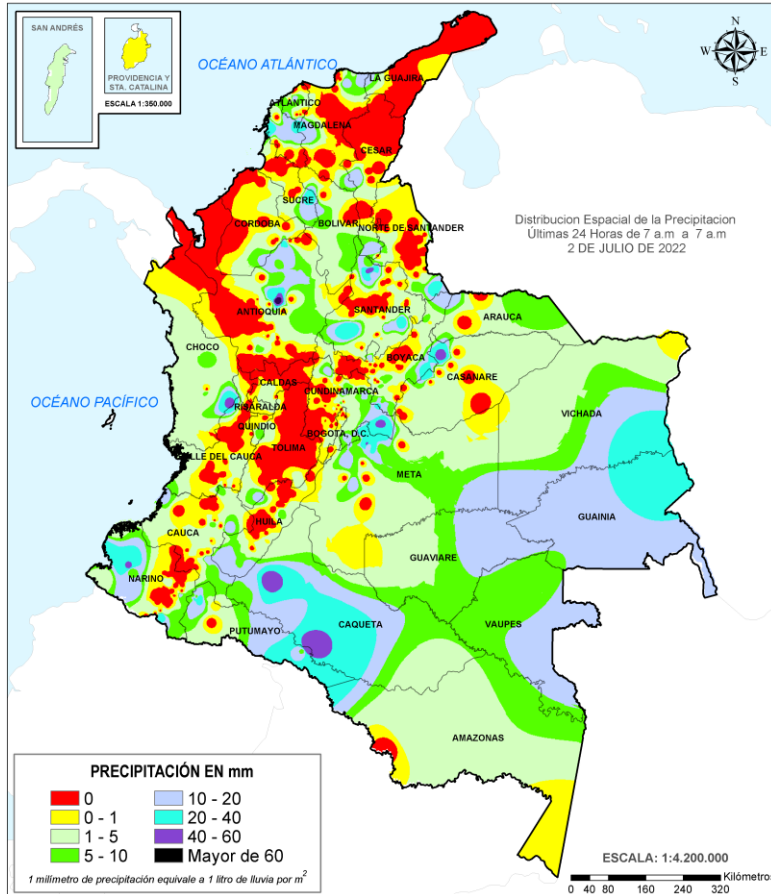 SAN ANDRÉS
PROVIDENCIA Y
STA. CATALINA
ESCALA 1:350.000
OCÉANO ATLÁNTICO
N
W E
S
LA GUAJIRA
ATLANTICO
MAGDALENA
CESAR
SUCRE
CORDOBA
BOLIVAR
NORTE DE SANTANDER
Distribucion Espacial de la Precipitacion
Últimas 24 Horas de 7 a.m a 7 a.m
2 DE JULIO DE 2022
ANTIOQUIA
SANTANDER
ARAUCA
CHOCO
BOYACA
CASANARE
CALDAS
CUNDINAMARCA
OCÉANO PACÍFICO
RISARALDA
VICHADA
QUINDIO
BOGOTA, D.C.
TOLIMA
VALLE DEL CAUCA
META
GUAINIA
HUILA
CAUCA
GUAVIARE
NARIÑO
CAQUETA
VAUPES
PUTUMAYO
AMAZONAS
PRECIPITACIÓN EN mm
0
0 - 1
1 - 5
5 - 10
10 - 20
20 - 40
40 - 60
Mayor de 60
1 milímetro de precipitación equivale a 1 litro de lluvia por m²
ESCALA: 1:4.200.000
Kilómetros
0 40 80 160 240 320